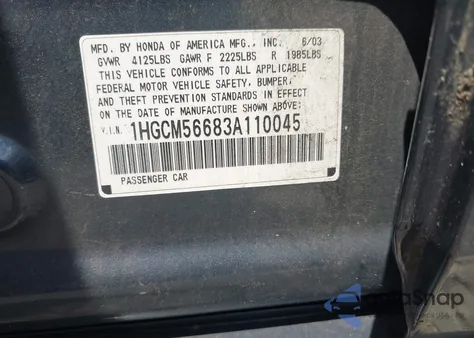 MFD. BY HONDA OF AMERICA MFG., INC. 6/03
GVWR 4125LBS GAWR F 2225LBS R 1985LBS
THIS VEHICLE CONFORMS TO ALL APPLICABLE
FEDERAL MOTOR VEHICLE SAFETY, BUMPER,
AND THEFT PREVENTION STANDARDS IN EFFECT
ON THE DATE OF MANUFACTURE SHOWN ABOVE.
V.I.N. 1HGCM56683A110045
PASSENGER CAR